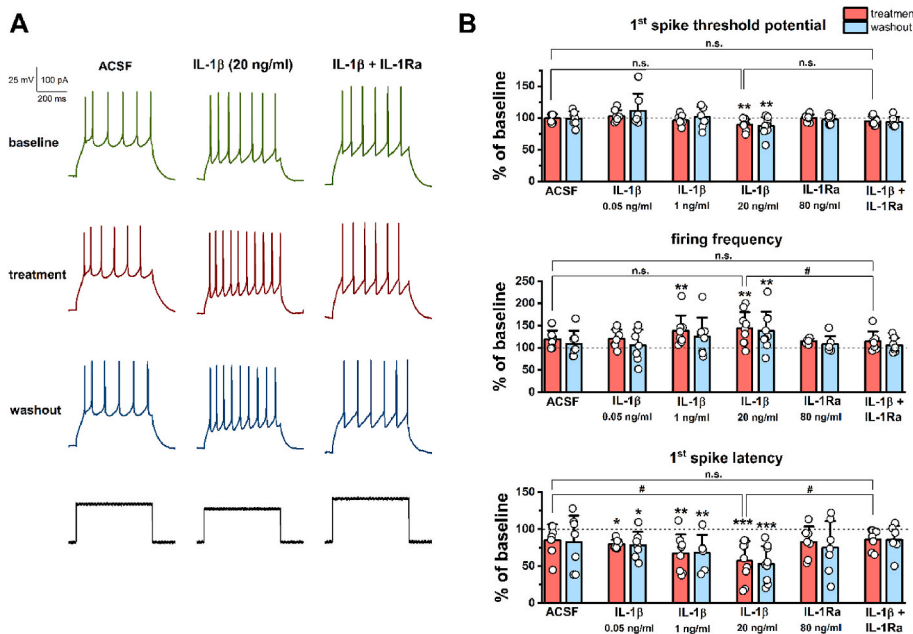 A
ACSF
IL-1β (20 ng/ml)
IL-1β + IL-1Ra
25 mV
100 pA
200 ms
baseline
treatment
washout
B
1st spike threshold potential
treatment
washout
n.s.
n.s.
n.s.
** **
% of baseline
150
100
50
0
ACSF
IL-1β
0.05 ng/ml
IL-1β
1 ng/ml
IL-1β
20 ng/ml
IL-1Ra
80 ng/ml
IL-1β +
IL-1Ra
firing frequency
n.s.
n.s.
#
** ** **
% of baseline
250
200
150
100
50
0
ACSF
IL-1β
0.05 ng/ml
IL-1β
1 ng/ml
IL-1β
20 ng/ml
IL-1Ra
80 ng/ml
IL-1β +
IL-1Ra
1st spike latency
n.s.
#
#
* * ** ** *** ***
% of baseline
150
100
50
0
ACSF
IL-1β
0.05 ng/ml
IL-1β
1 ng/ml
IL-1β
20 ng/ml
IL-1Ra
80 ng/ml
IL-1β +
IL-1Ra